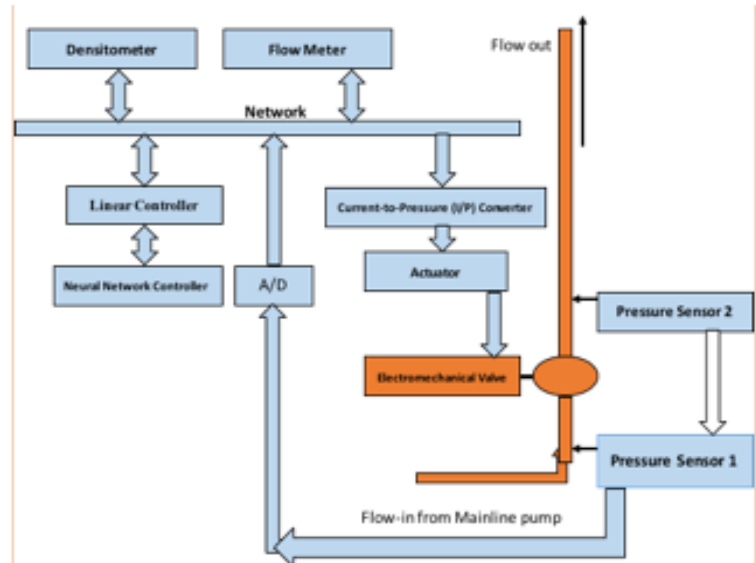 Densitometer
Flow Meter
Flow out
Network
Linear Controller
Current-to-Pressure (I/P) Converter
Neural Network Controller
A/D
Actuator
Pressure Sensor 2
Electromechanical Valve
Pressure Sensor 1
Flow-in from Mainline pump